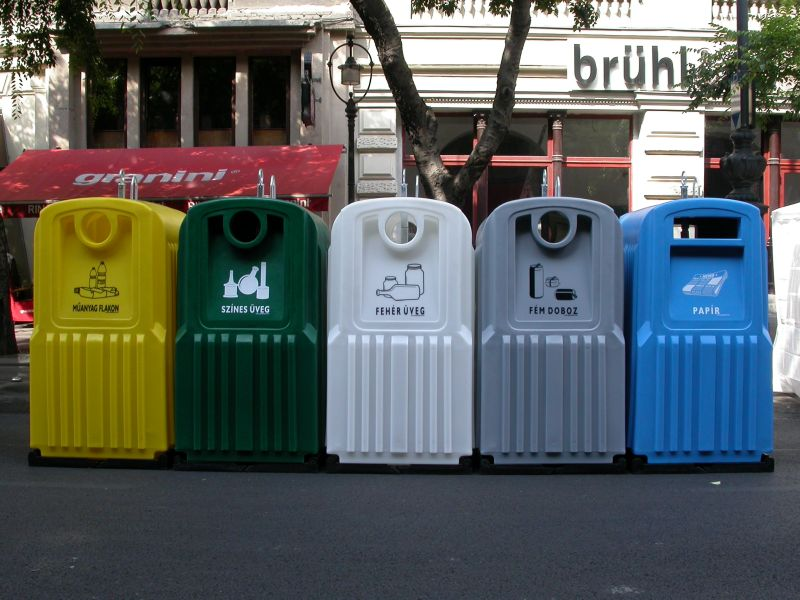 brühl
granini
MŰANYAG FLAKON
SZÍNES ÜVEG
FEHÉR ÜVEG
FÉM DOBOZ
PAPÍR